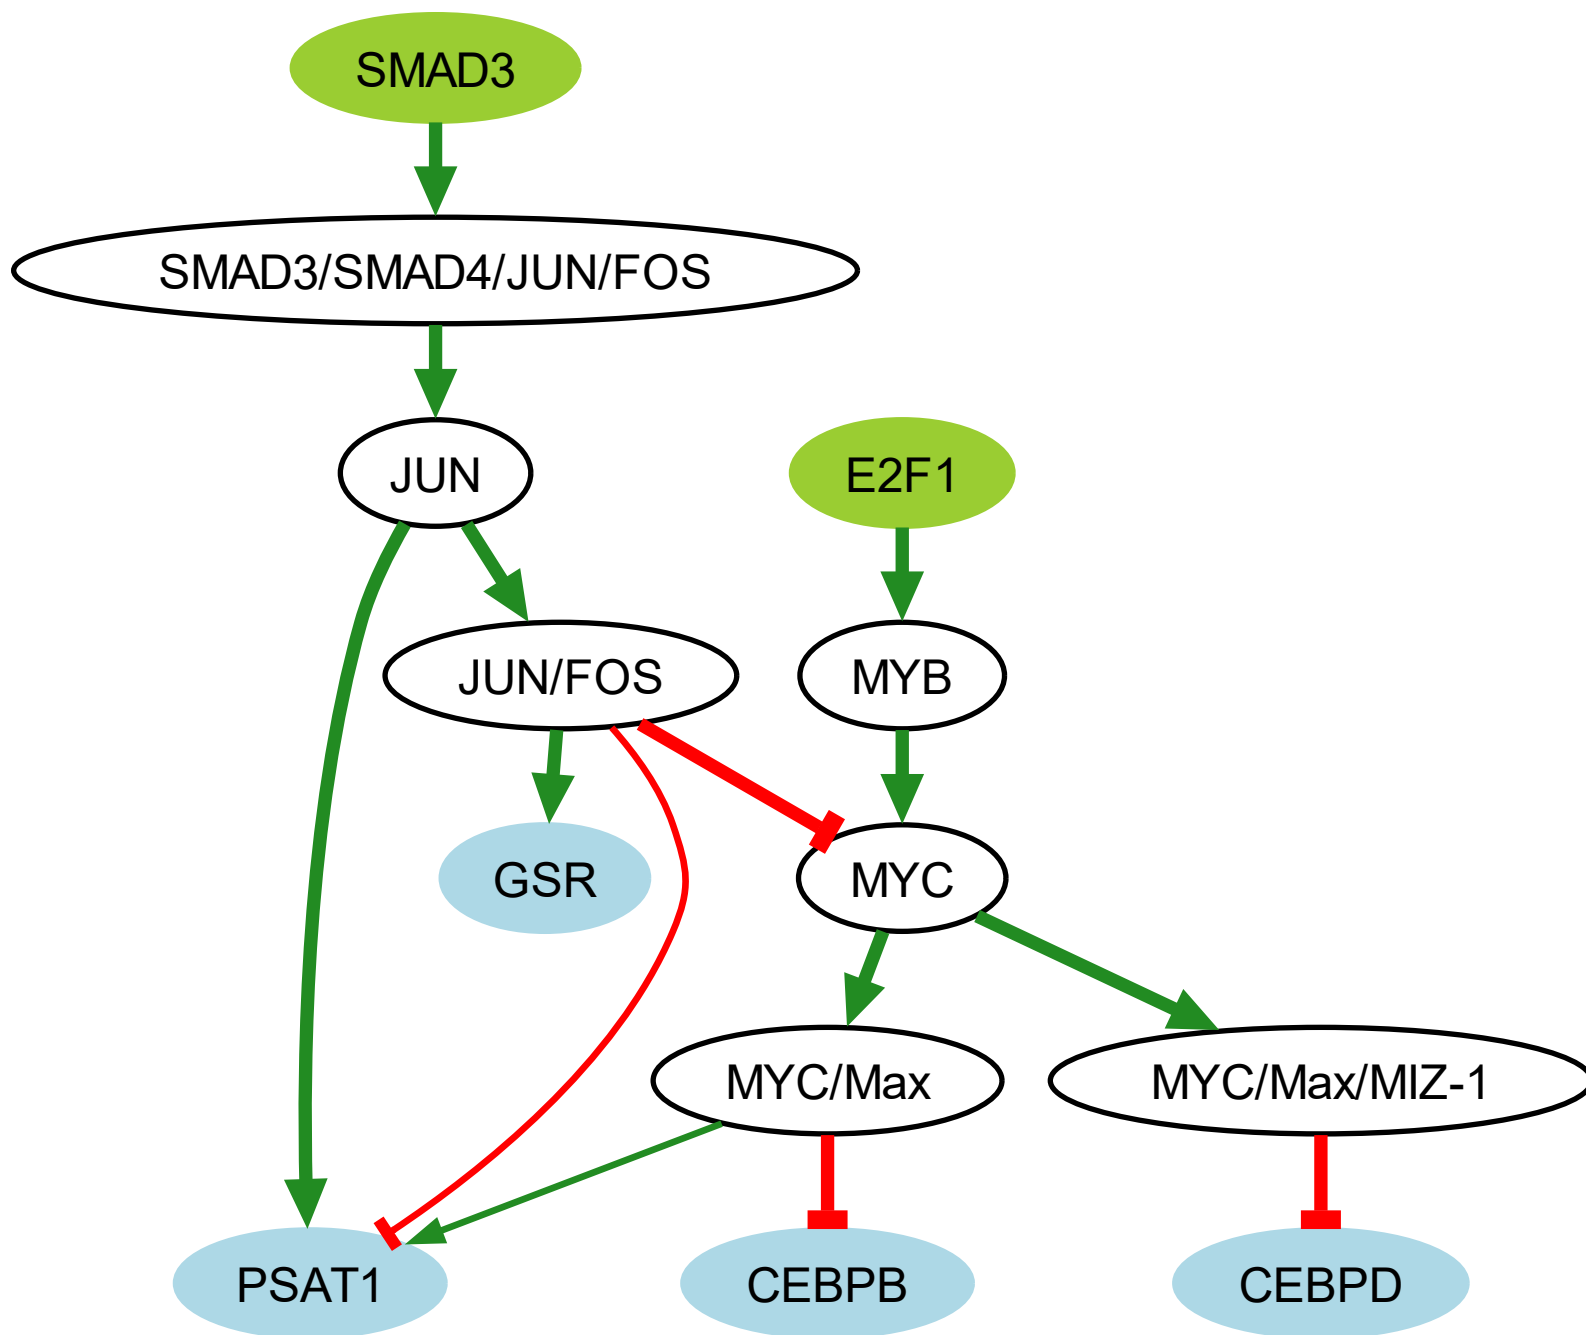 SMAD3
SMAD3/SMAD4/JUN/FOS
JUN
E2F1
JUN/FOS
MYB
GSR
MYC
MYC/Max
MYC/Max/MIZ-1
PSAT1
CEBPB
CEBPD